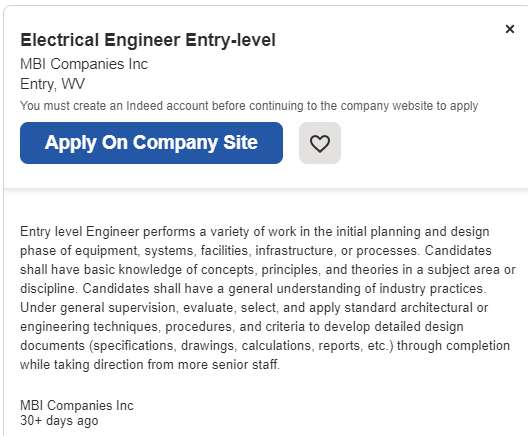 Electrical Engineer Entry-level
MBI Companies Inc
Entry, WV
You must create an Indeed account before continuing to the company website to apply
Apply On Company Site
Entry level Engineer performs a variety of work in the initial planning and design
phase of equipment, systems, facilities, infrastructure, or processes. Candidates
shall have basic knowledge of concepts, principles, and theories in a subject area or
discipline. Candidates shall have a general understanding of industry practices.
Under general supervision, evaluate, select, and apply standard architectural or
engineering techniques, procedures, and criteria to develop detailed design
documents (specifications, drawings, calculations, reports, etc.) through completion
while taking direction from more senior staff.
MBI Companies Inc
30+ days ago